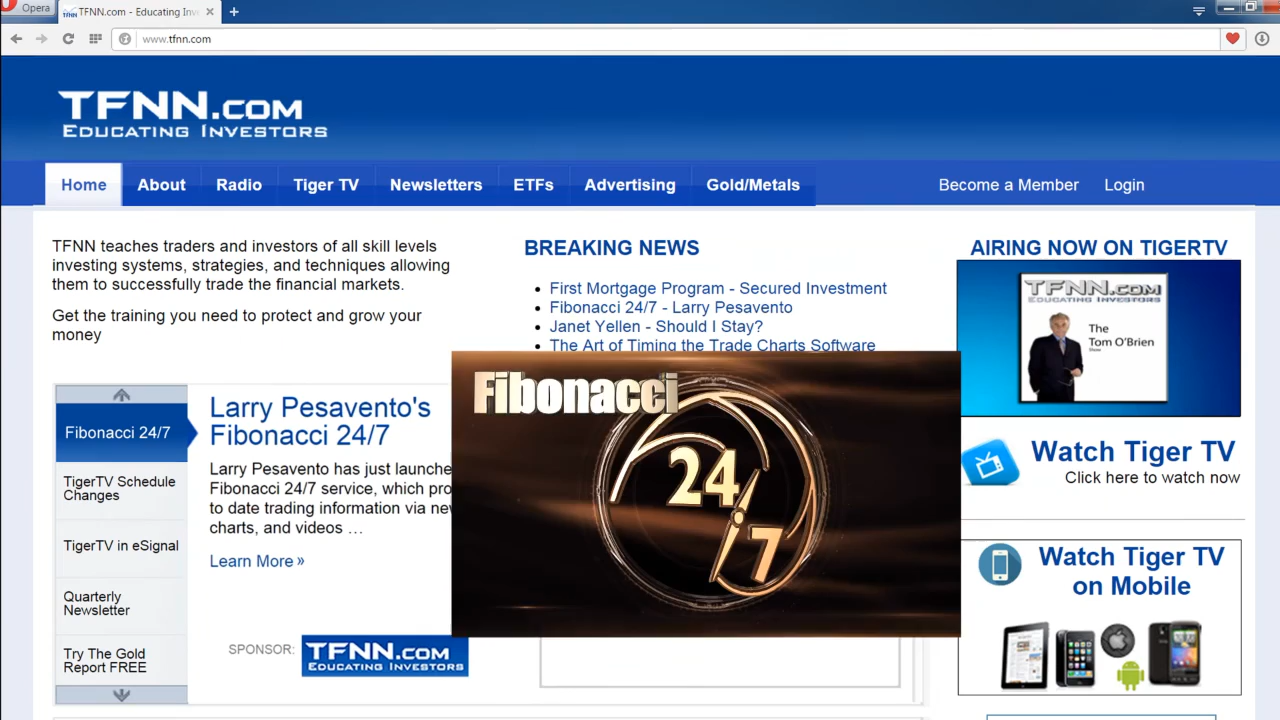 Opera
TFNN.com - Educating Inve
www.tfnn.com
TFNN.COM
EDUCATING INVESTORS
Home
About
Radio
Tiger TV
Newsletters
ETFs
Advertising
Gold/Metals
Become a Member
Login
TFNN teaches traders and investors of all skill levels
investing systems, strategies, and techniques allowing
them to successfully trade the financial markets.
Get the training you need to protect and grow your
money
BREAKING NEWS
First Mortgage Program - Secured Investment
Fibonacci 24/7 - Larry Pesavento
Janet Yellen - Should I Stay?
The Art of Timing the Trade Charts Software
AIRING NOW ON TIGERTV
TFNN.COM
EDUCATING INVESTORS
The
Tom O'Brien
Show
Watch Tiger TV
Click here to watch now
Watch Tiger TV
on Mobile
Fibonacci 24/7
TigerTV Schedule
Changes
TigerTV in eSignal
Quarterly
Newsletter
Try The Gold
Report FREE
Larry Pesavento's
Fibonacci 24/7
Larry Pesavento has just launche
Fibonacci 24/7 service, which pro
to date trading information via new
charts, and videos …
Learn More »
SPONSOR:
TFNN.COM
EDUCATING INVESTORS
Fibonacci
24
7